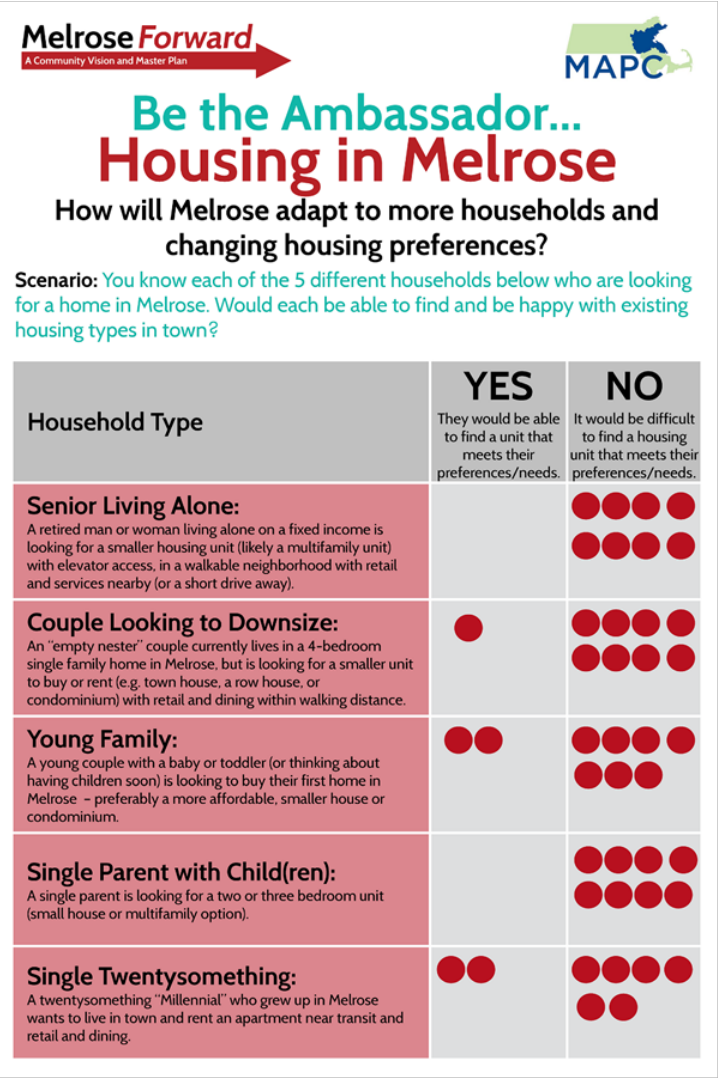 Melrose Forward
A Community Vision and Master Plan
MAPC
Be the Ambassador...
Housing in Melrose
How will Melrose adapt to more households and
changing housing preferences?
Scenario: You know each of the 5 different households below who are looking
for a home in Melrose. Would each be able to find and be happy with existing
housing types in town?
Household Type
YES
They would be able
to find a unit that
meets their
preferences/needs.
NO
It would be difficult
to find a housing
unit that meets their
preferences/needs.
Senior Living Alone:
A retired man or woman living alone on a fixed income is
looking for a smaller housing unit (likely a multifamily unit)
with elevator access, in a walkable neighborhood with retail
and services nearby (or a short drive away).
Couple Looking to Downsize:
An "empty nester" couple currently lives in a 4-bedroom
single family home in Melrose, but is looking for a smaller unit
to buy or rent (e.g. town house, a row house, or
condominium) with retail and dining within walking distance.
Young Family:
A young couple with a baby or toddler (or thinking about
having children soon) is looking to buy their first home in
Melrose – preferably a more affordable, smaller house or
condominium.
Single Parent with Child(ren):
A single parent is looking for a two or three bedroom unit
(small house or multifamily option).
Single Twentysomething:
A twentysomething "Millennial" who grew up in Melrose
wants to live in town and rent an apartment near transit and
retail and dining.